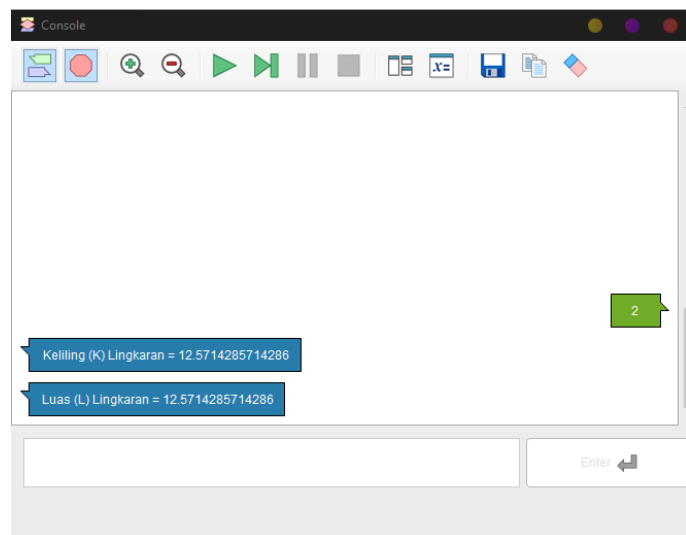 Console
x=
2
Keliling (K) Lingkaran = 12.5714285714286
Luas (L) Lingkaran = 12.5714285714286
Enter